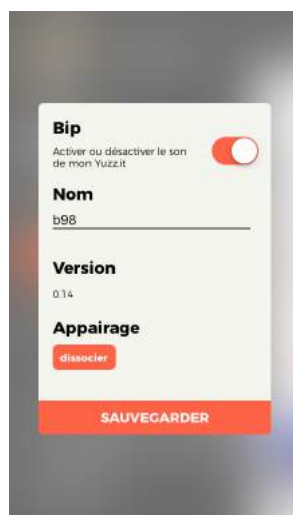 Bip
Activer ou désactiver le son
de mon Yuzz.it
Nom
b98
Version
0.14
Appairage
dissocier
SAUVEGARDER